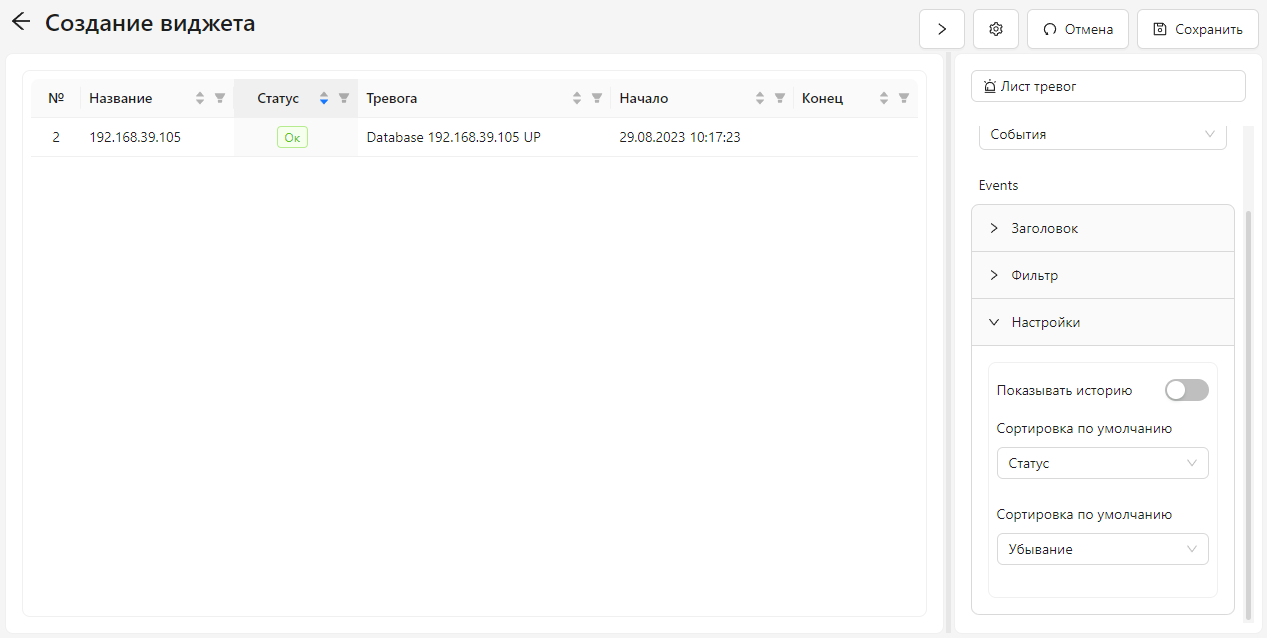 Создание виджета
Отмена
Сохранить
№ Название Статус Тревога Начало Конец
2 192.168.39.105 Ок Database 192.168.39.105 UP 29.08.2023 10:17:23
Лист тревог
События
Events
Заголовок
Фильтр
Настройки
Показывать историю
Сортировка по умолчанию
Статус
Сортировка по умолчанию
Убывание